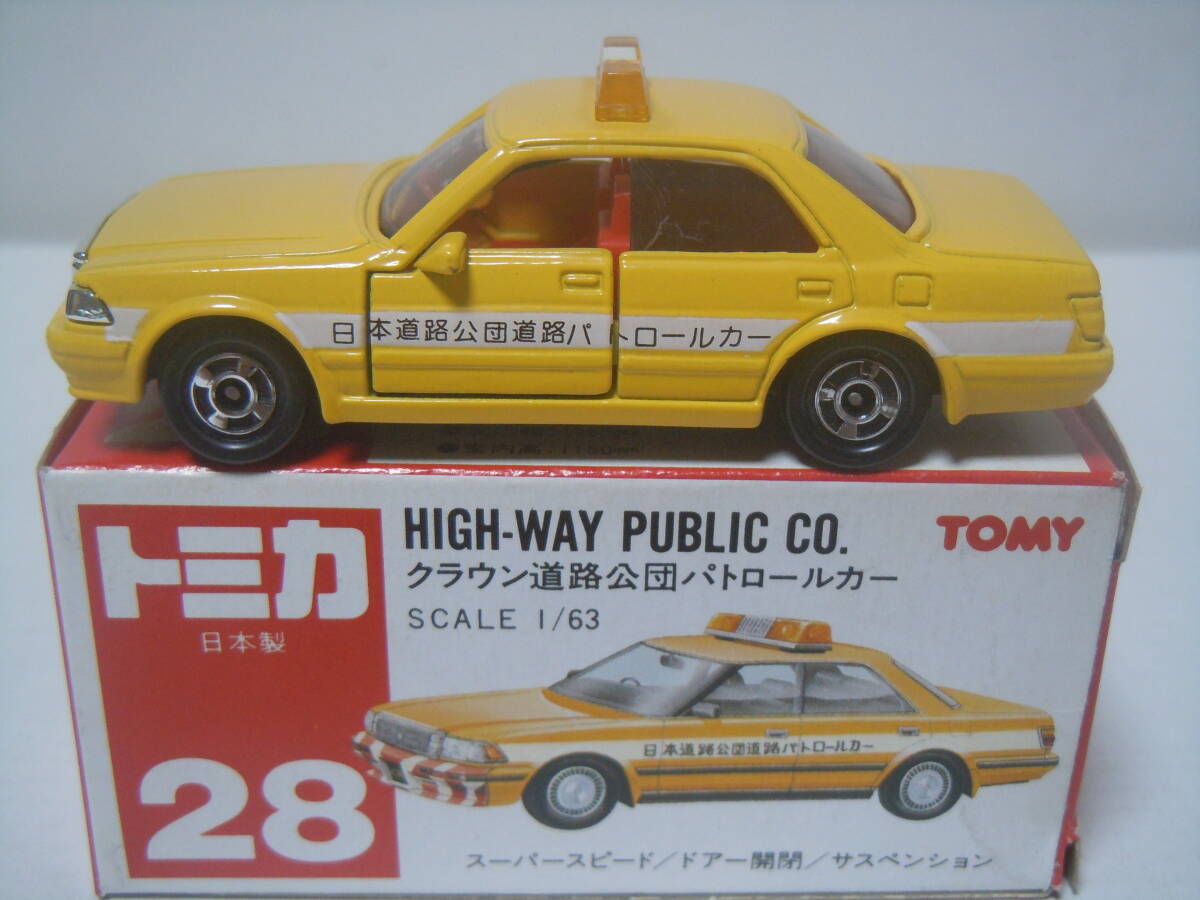 日本道路公団道路パトロールカー
室内高：1150mm
トミカ
日本製
28
HIGH-WAY PUBLIC CO.
クラウン道路公団パトロールカー
SCALE 1/63
TOMY
日本道路公団道路パトロールカー
スーパースピード/ドアー開閉/サスペンション